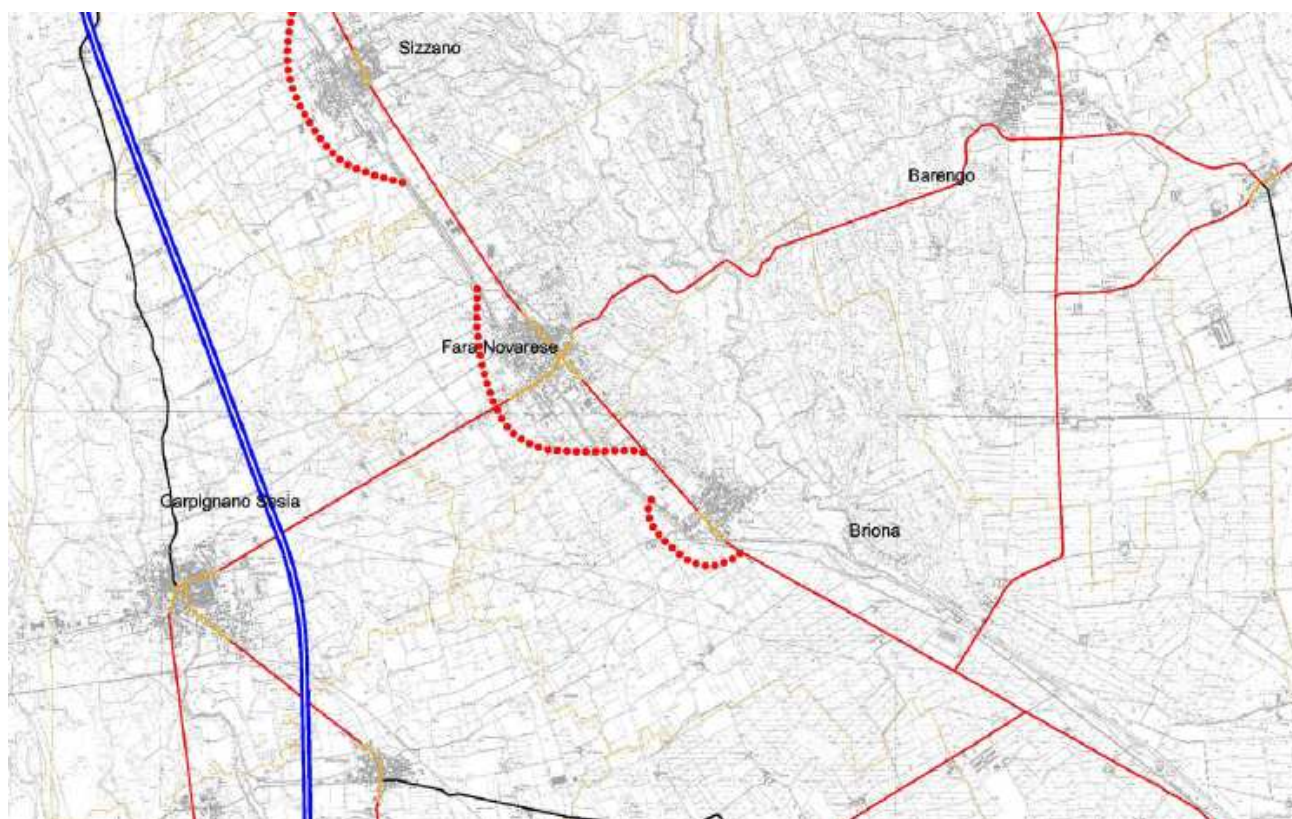 Sizzano
Barengo
Fara Novarese
Carpignano Sesia
Briona